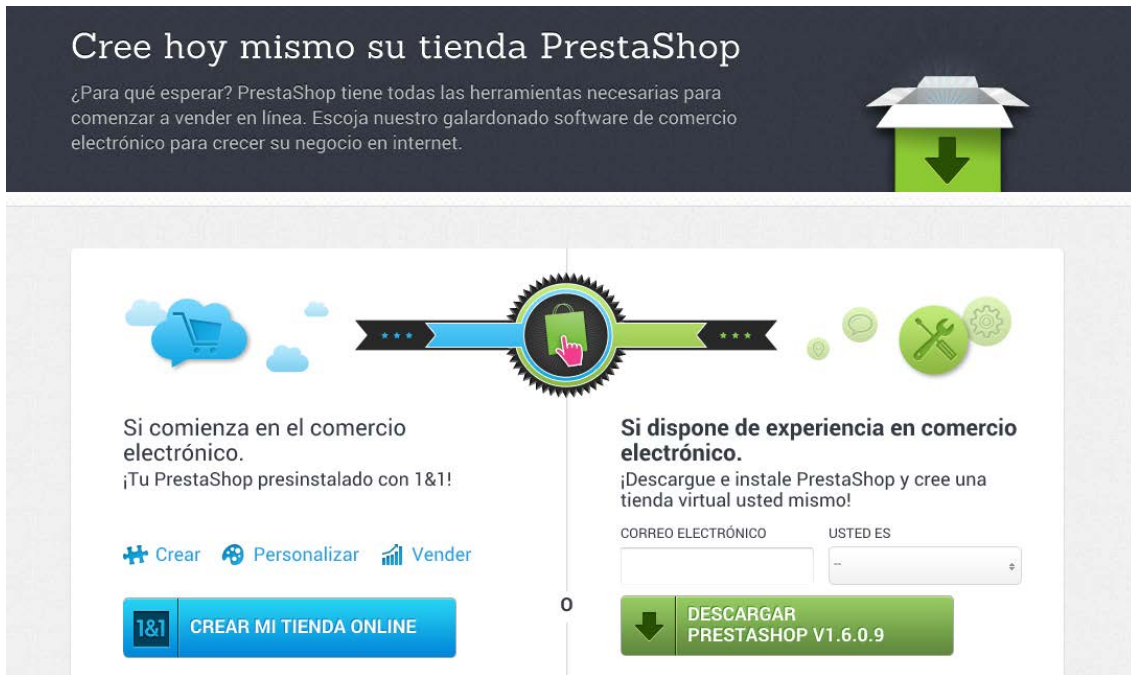 Cree hoy mismo su tienda PrestaShop
¿Para qué esperar? PrestaShop tiene todas las herramientas necesarias para
comenzar a vender en línea. Escoja nuestro galardonado software de comercio
electrónico para crecer su negocio en internet.
Si comienza en el comercio
electrónico.
¡Tu PrestaShop presinstalado con 1&1!
Crear Personalizar Vender
1&1 CREAR MI TIENDA ONLINE
o
Si dispone de experiencia en comercio
electrónico.
¡Descargue e instale PrestaShop y cree una
tienda virtual usted mismo!
CORREO ELECTRÓNICO USTED ES
--
DESCARGAR
PRESTASHOP V1.6.0.9